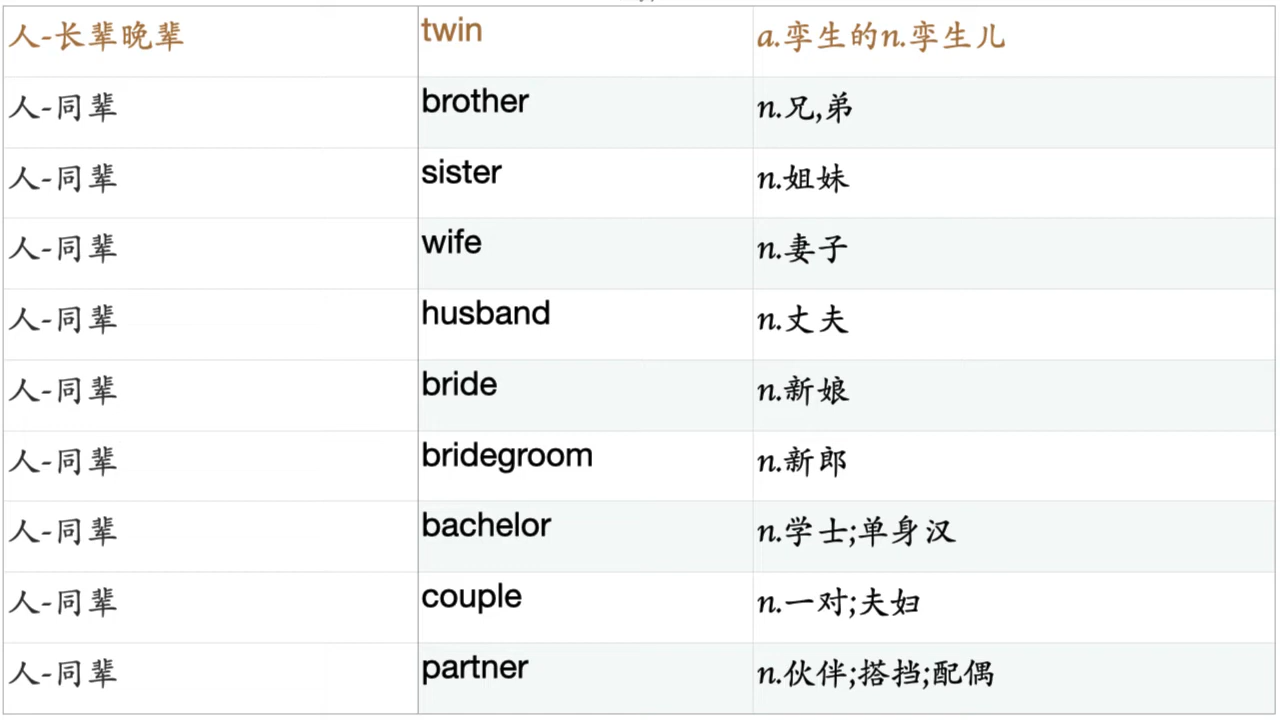 人-长辈晚辈 twin a.孪生的n.孪生儿
人-同辈 brother n.兄,弟
人-同辈 sister n.姐妹
人-同辈 wife n.妻子
人-同辈 husband n.丈夫
人-同辈 bride n.新娘
人-同辈 bridegroom n.新郎
人-同辈 bachelor n.学士;单身汉
人-同辈 couple n.一对;夫妇
人-同辈 partner n.伙伴;搭挡;配偶